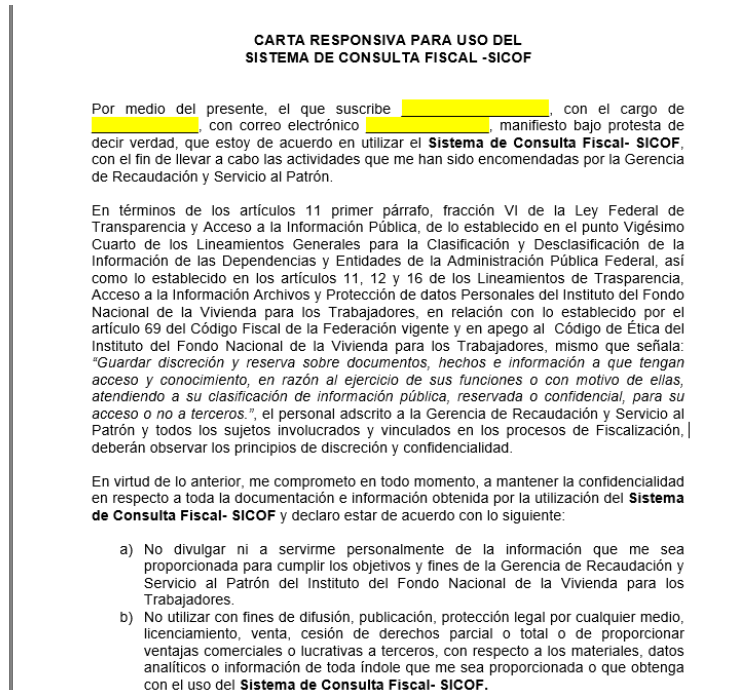 CARTA RESPONSIVA PARA USO DEL
SISTEMA DE CONSULTA FISCAL -SICOF
Por medio del presente, el que suscribe ___________________, con el cargo de
______________, con correo electrónico ________________, manifiesto bajo protesta de
decir verdad, que estoy de acuerdo en utilizar el Sistema de Consulta Fiscal- SICOF,
con el fin de llevar a cabo las actividades que me han sido encomendadas por la Gerencia
de Recaudación y Servicio al Patrón.
En términos de los artículos 11 primer párrafo, fracción VI de la Ley Federal de
Transparencia y Acceso a la Información Pública, de lo establecido en el punto Vigésimo
Cuarto de los Lineamientos Generales para la Clasificación y Desclasificación de la
Información de las Dependencias y Entidades de la Administración Pública Federal, así
como lo establecido en los artículos 11, 12 y 16 de los Lineamientos de Trasparencia,
Acceso a la Información Archivos y Protección de datos Personales del Instituto del Fondo
Nacional de la Vivienda para los Trabajadores, en relación con lo establecido por el
artículo 69 del Código Fiscal de la Federación vigente y en apego al Código de Ética del
Instituto del Fondo Nacional de la Vivienda para los Trabajadores, mismo que señala:
“Guardar discreción y reserva sobre documentos, hechos e información a que tengan
acceso y conocimiento, en razón al ejercicio de sus funciones o con motivo de ellas,
atendiendo a su clasificación de información pública, reservada o confidencial, para su
acceso o no a terceros.”, el personal adscrito a la Gerencia de Recaudación y Servicio al
Patrón y todos los sujetos involucrados y vinculados en los procesos de Fiscalización,
deberán observar los principios de discreción y confidencialidad.
En virtud de lo anterior, me comprometo en todo momento, a mantener la confidencialidad
en respecto a toda la documentación e información obtenida por la utilización del Sistema
de Consulta Fiscal- SICOF y declaro estar de acuerdo con lo siguiente:
a) No divulgar ni a servirme personalmente de la información que me sea
proporcionada para cumplir los objetivos y fines de la Gerencia de Recaudación y
Servicio al Patrón del Instituto del Fondo Nacional de la Vivienda para los
Trabajadores.
b) No utilizar con fines de difusión, publicación, protección legal por cualquier medio,
licenciamiento, venta, cesión de derechos parcial o total o de proporcionar
ventajas comerciales o lucrativas a terceros, con respecto a los materiales, datos
analíticos o información de toda índole que me sea proporcionada o que obtenga
con el uso del Sistema de Consulta Fiscal- SICOF.